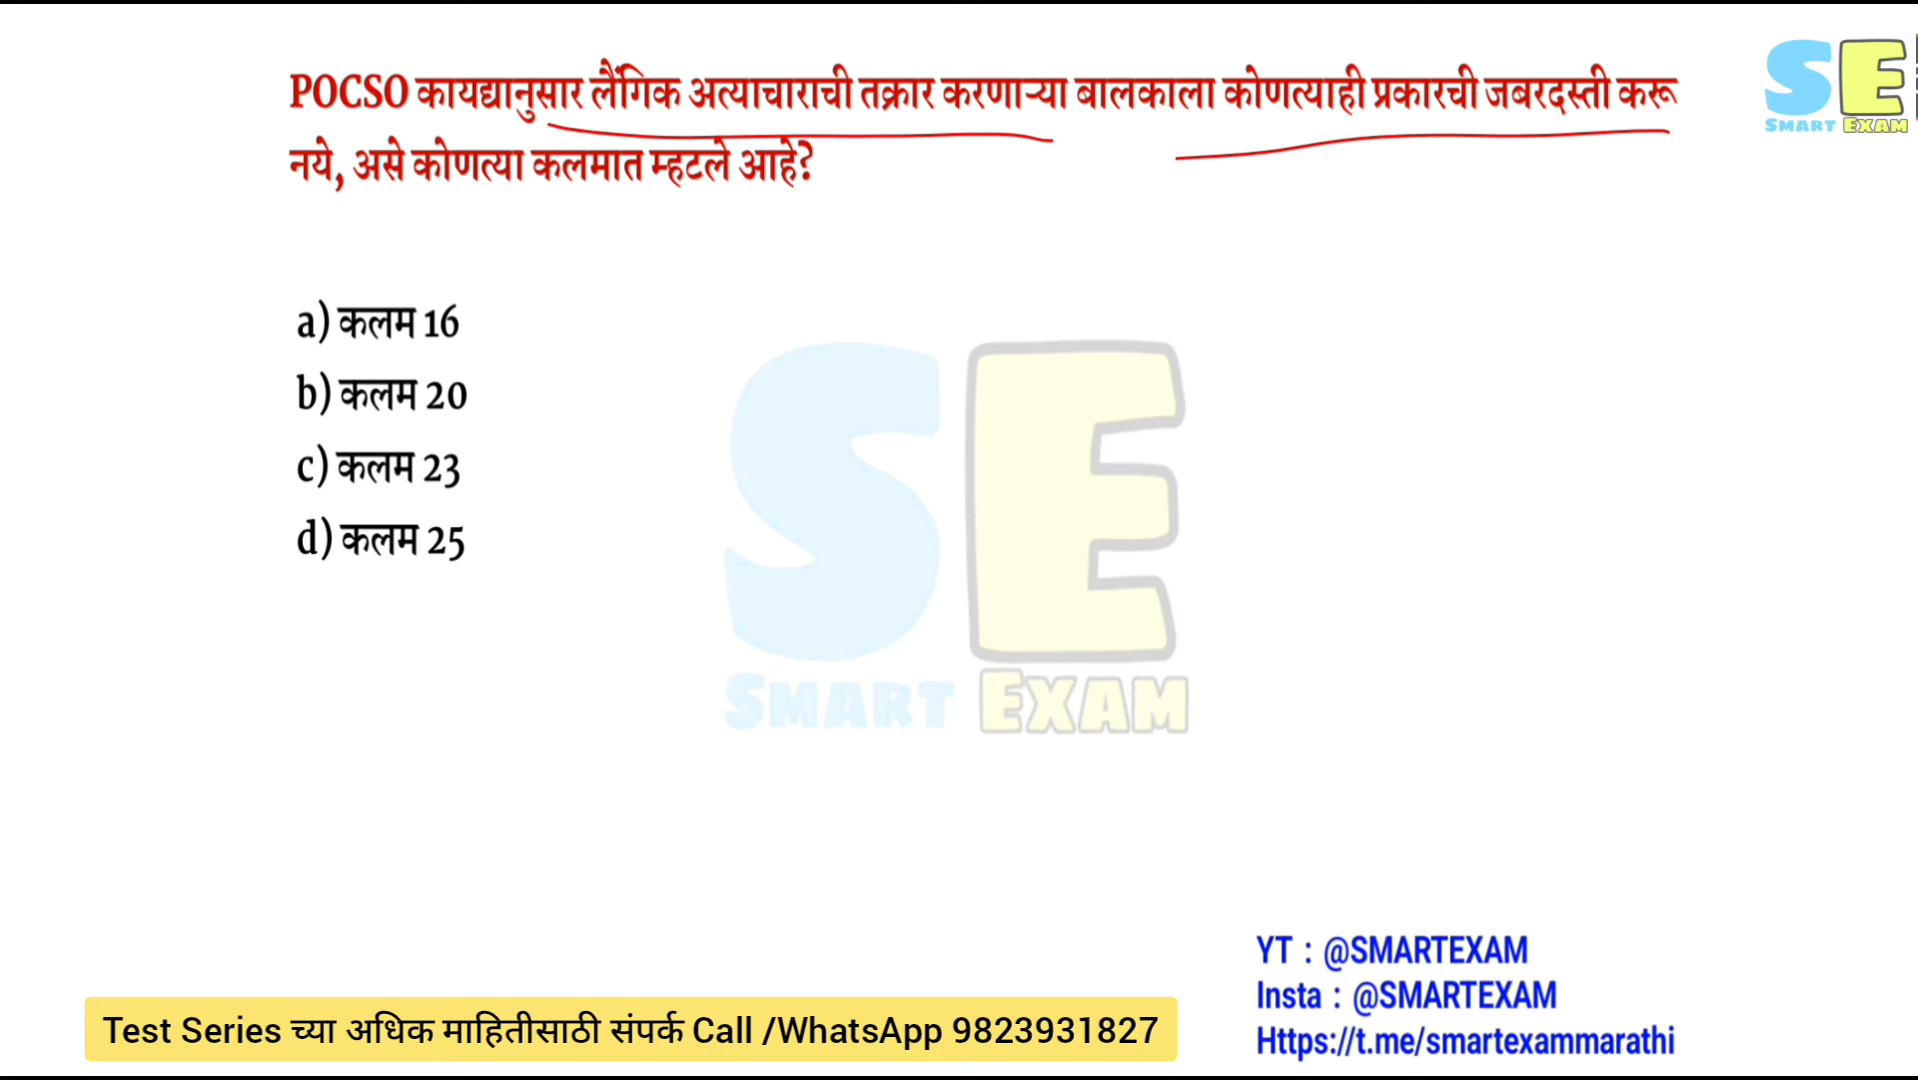 POCSO कायद्यानुसार लैंगिक अत्याचाराची तक्रार करणाऱ्या बालकाला कोणत्याही प्रकारची जबरदस्ती करू
नये, असे कोणत्या कलमात म्हटले आहे?
SE
SMART EXAM
a) कलम 16
b) कलम 20
c) कलम 23
d) कलम 25
SE
SMART EXAM
YT : @SMARTEXAM
Insta : @SMARTEXAM
Https://t.me/smartexammarathi
Test Series च्या अधिक माहितीसाठी संपर्क Call /WhatsApp 9823931827